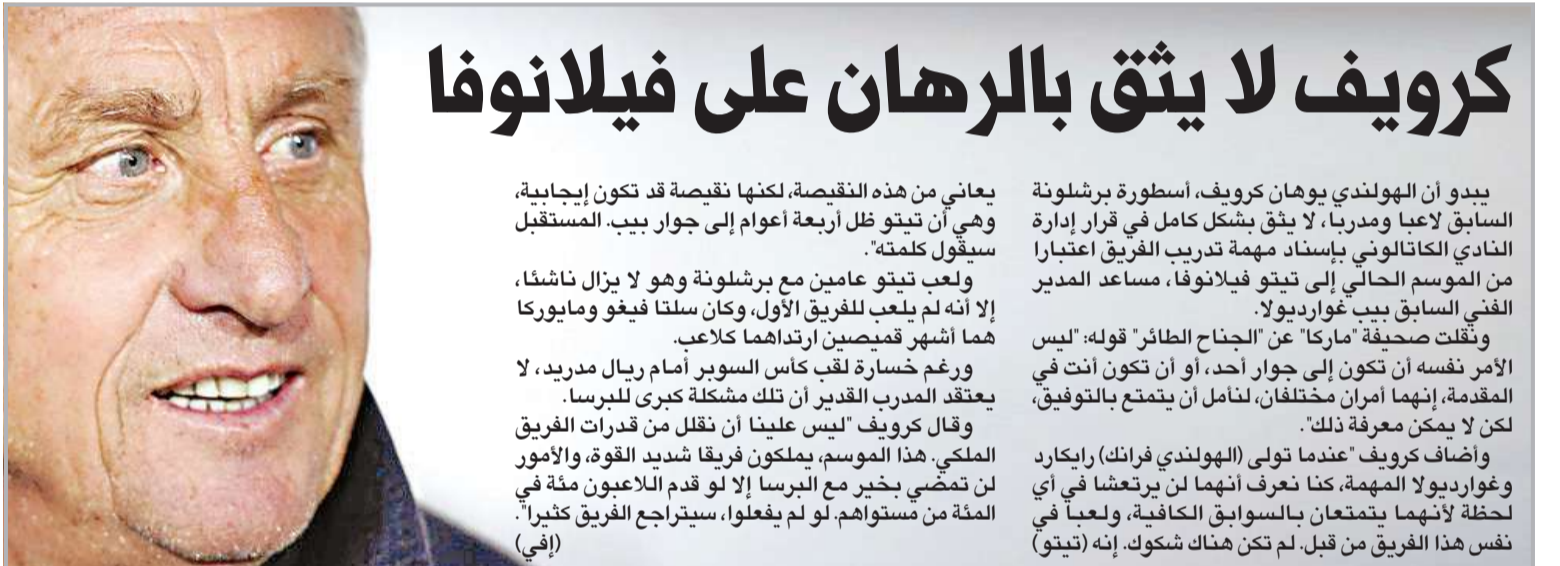 كرويف لا يثق بالرهان على فيلانوفا
يبدو أن الهولندي يوهان كرويف، أسطورة برشلونة
السابق لاعبا ومدربا، لا يثق بشكل كامل في قرار إدارة
النادي الكاتالوني بإسناد مهمة تدريب الفريق اعتبارا
من الموسم الحالي إلى تيتو فيلانوفا، مساعد المدير
الفني السابق بيب غوارديولا.
ونقلت صحيفة "ماركا" عن "الجناح الطائر" قوله: "ليس
الأمر نفسه أن تكون إلى جوار أحد، أو أن تكون أنت في
المقدمة، إنهما أمران مختلفان، لنأمل أن يتمتع بالتوفيق،
لكن لا يمكن معرفة ذلك".
وأضاف كرويف "عندما تولى (الهولندي فرانك) رايكارد
وغوارديولا المهمة، كنا نعرف أنهما لن يرتعشا في أي
لحظة لأنهما يتمتعان بالسوابق الكافية، ولعبا في
نفس هذا الفريق من قبل. لم تكن هناك شكوك. إنه (تيتو)
يعاني من هذه النقيصة، لكنها نقيصة قد تكون إيجابية،
وهي أن تيتو ظل أربعة أعوام إلى جوار بيب. المستقبل
سيقول كلمته".
ولعب تيتو عامين مع برشلونة وهو لا يزال ناشئا،
إلا أنه لم يلعب للفريق الأول، وكان سلتا فيغو ومايوركا
هما أشهر قميصين ارتداهما كلاعب.
ورغم خسارة لقب كأس السوبر أمام ريال مدريد، لا
يعتقد المدرب القدير أن تلك مشكلة كبرى للبرسا.
وقال كرويف "ليس علينا أن نقلل من قدرات الفريق
الملكي. هذا الموسم، يملكون فريقا شديد القوة، والأمور
لن تمضي بخير مع البرسا إلا لو قدم اللاعبون مئة في
المئة من مستواهم. لو لم يفعلوا، سيتراجع الفريق كثيرا".
(إفي)